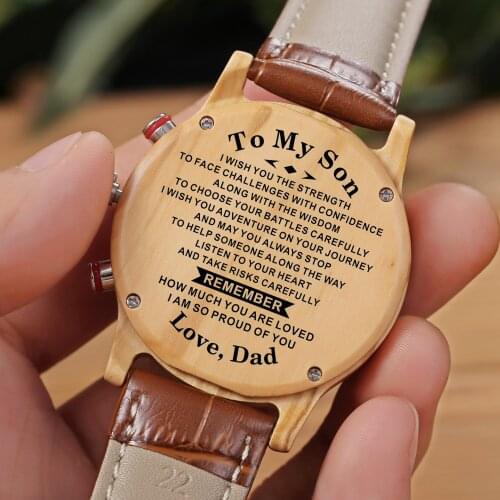 To My Son
I WISH YOU THE STRENGTH
TO FACE CHALLENGES WITH CONFIDENCE
ALONG WITH THE WISDOM
TO CHOOSE YOUR BATTLES CAREFULLY
I WISH YOU ADVENTURE ON YOUR JOURNEY
AND MAY YOU ALWAYS STOP
TO HELP SOMEONE ALONG THE WAY
LISTEN TO YOUR HEART
AND TAKE RISKS CAREFULLY
REMEMBER
HOW MUCH YOU ARE LOVED
I AM SO PROUD OF YOU
Love, Dad
22